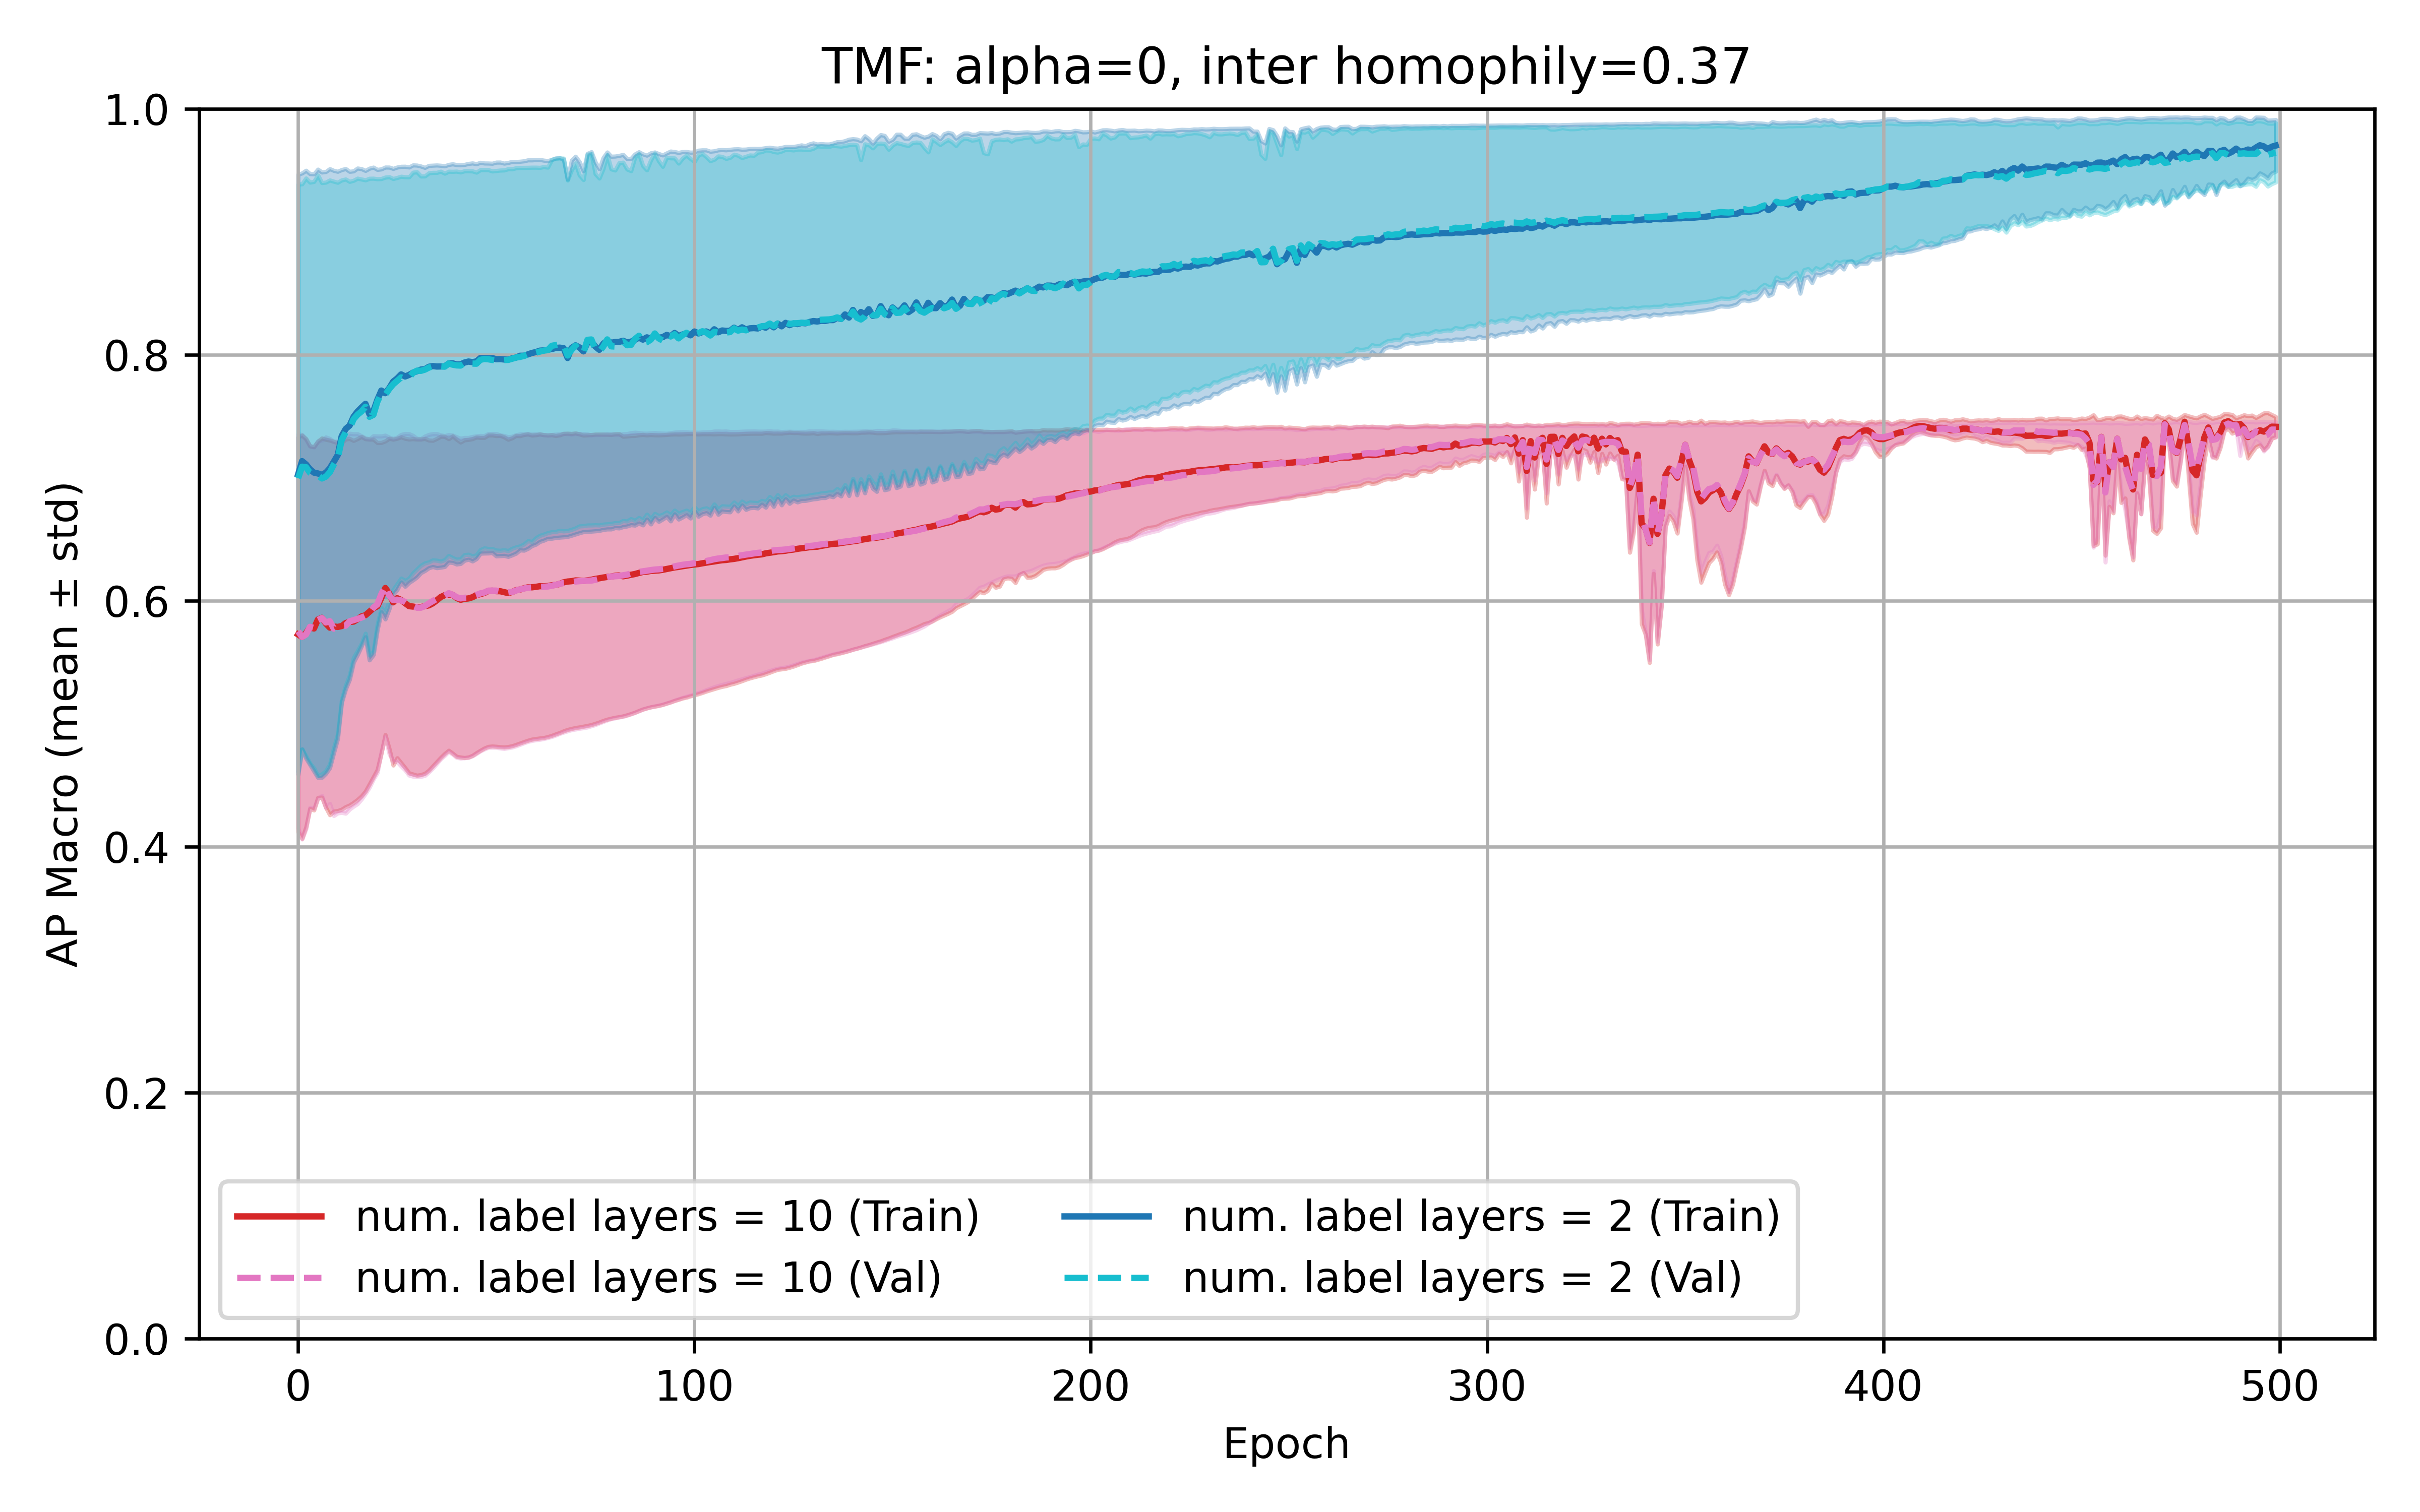 TMF: alpha=0, inter homophily=0.37
1.0
0.8
0.6
0.4
0.2
0.0
AP Macro (mean ± std)
num. label layers = 10 (Train)
num. label layers = 10 (Val)
num. label layers = 2 (Train)
num. label layers = 2 (Val)
0 100 200 300 400 500
Epoch